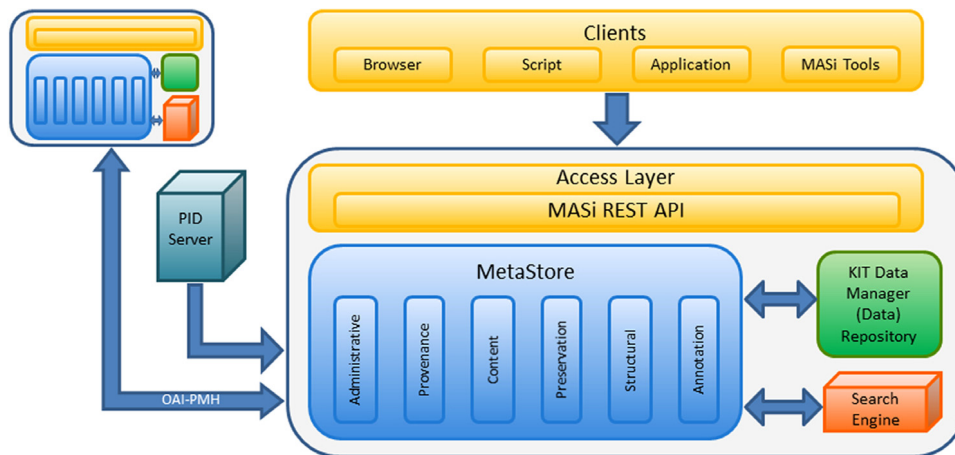 Clients
Browser
Script
Application
MASi Tools
PID
Server
Access Layer
MASi REST API
MetaStore
Administrative
Provenance
Content
Preservation
Structural
Annotation
KIT Data
Manager
(Data)
Repository
Search
Engine
OAI-PMH